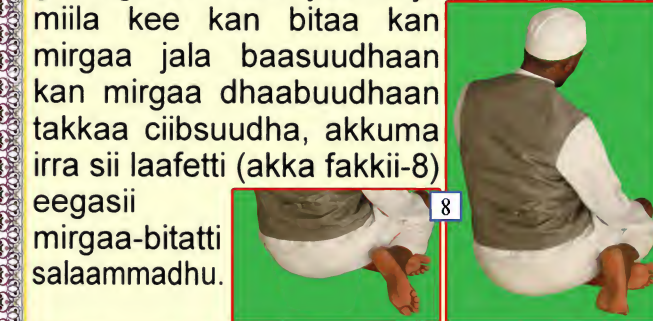 miila kee kan bitaa kan
mirgaa jala baasuudhaan
kan mirgaa dhaabuudhaan
takkaa ciibsuudha, akkuma
irra sii laafetti (akka fakkii-8)
eegasii
mirgaa-bitatti
salaammadhu.
8